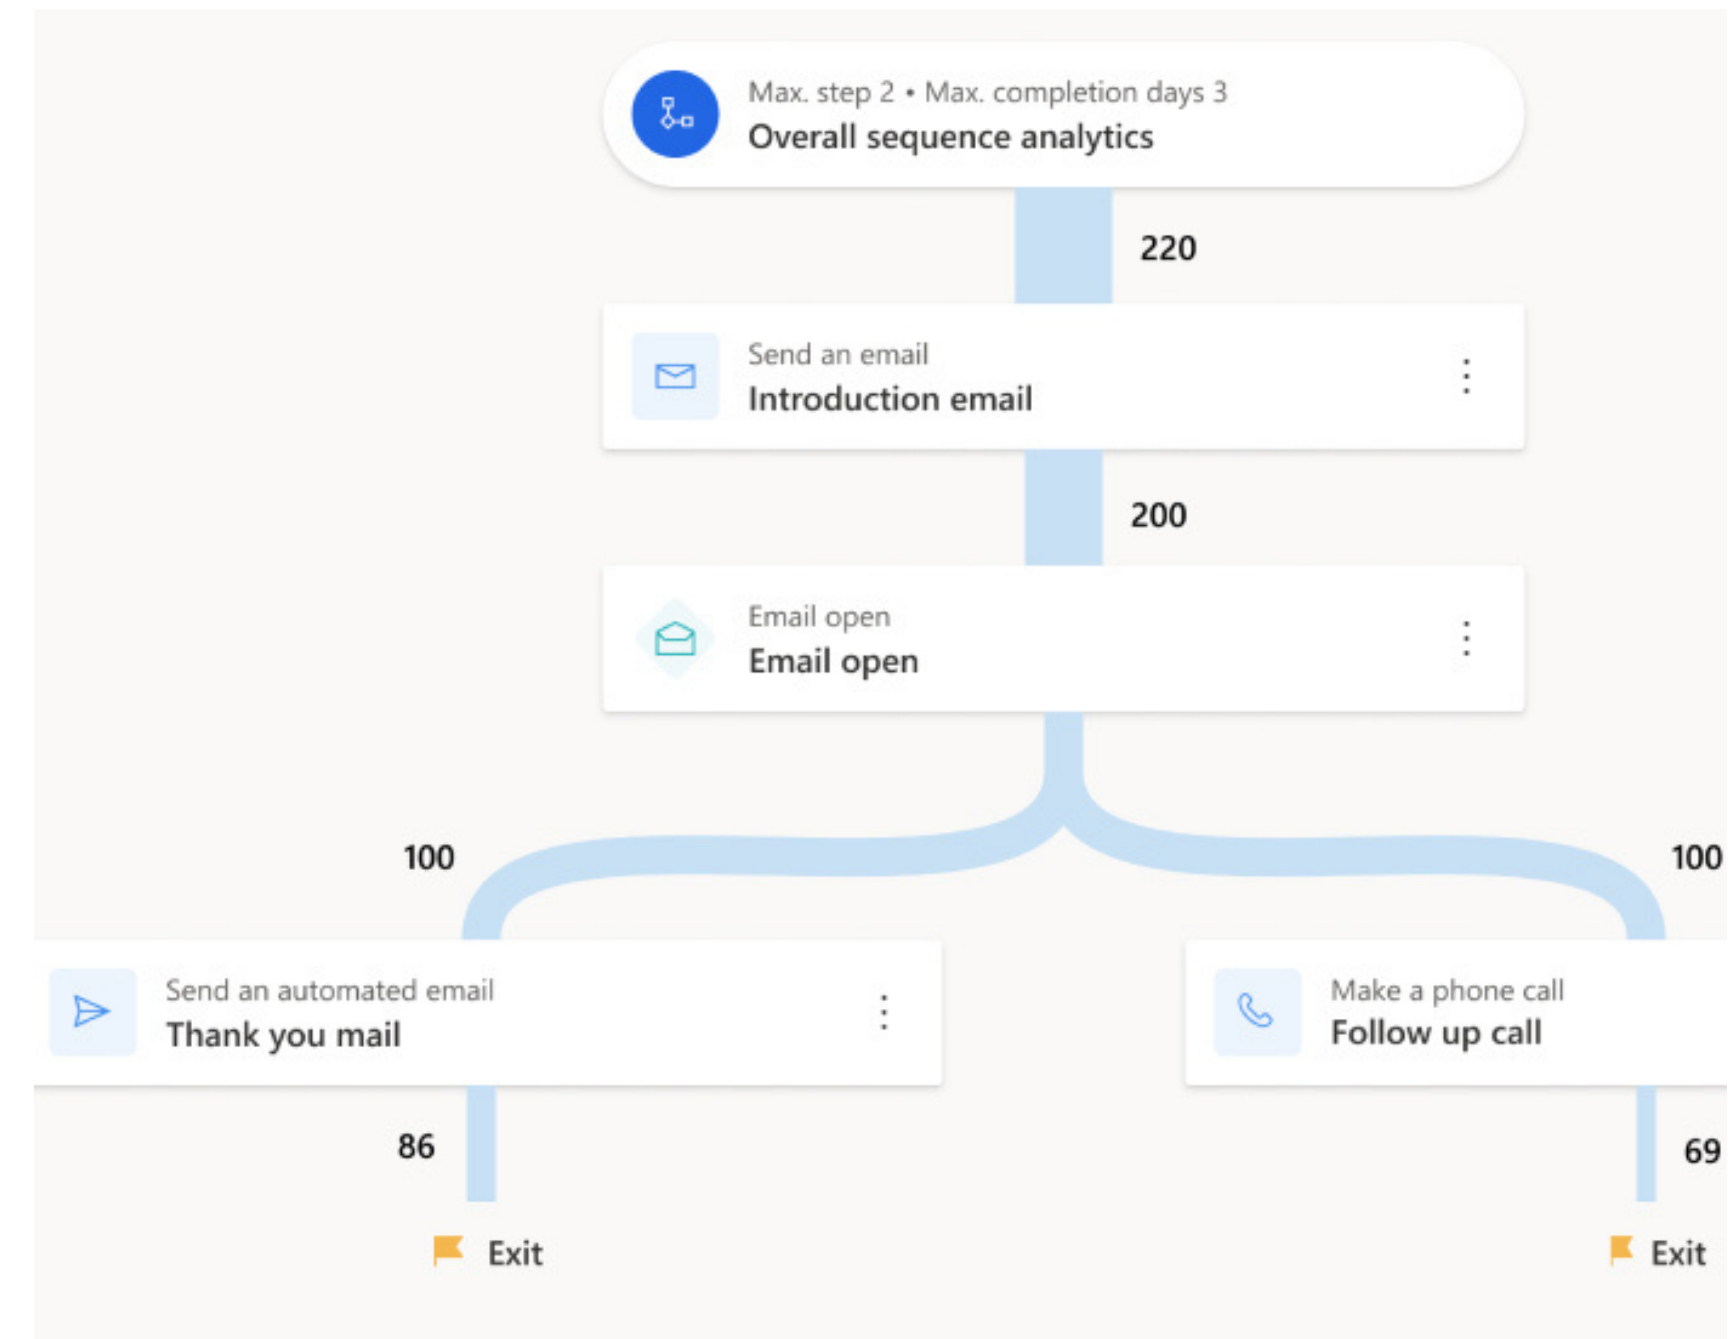 Max. step 2 • Max. completion days 3
Overall sequence analytics
220
Send an email
Introduction email
200
Email open
Email open
100
100
Send an automated email
Thank you mail
Make a phone call
Follow up call
86
69
Exit
Exit